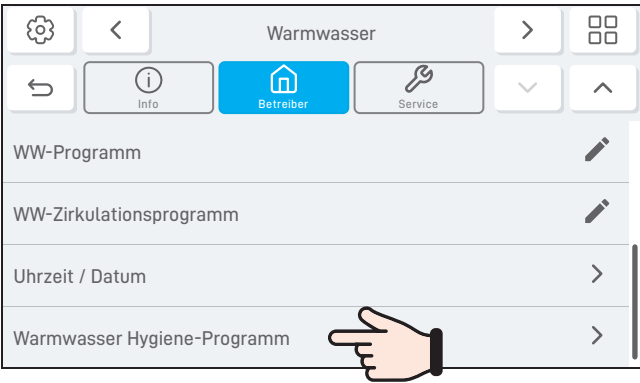 Warmwasser
Info
Betreiber
Service
WW-Programm
WW-Zirkulationsprogramm
Uhrzeit / Datum
Warmwasser Hygiene-Programm